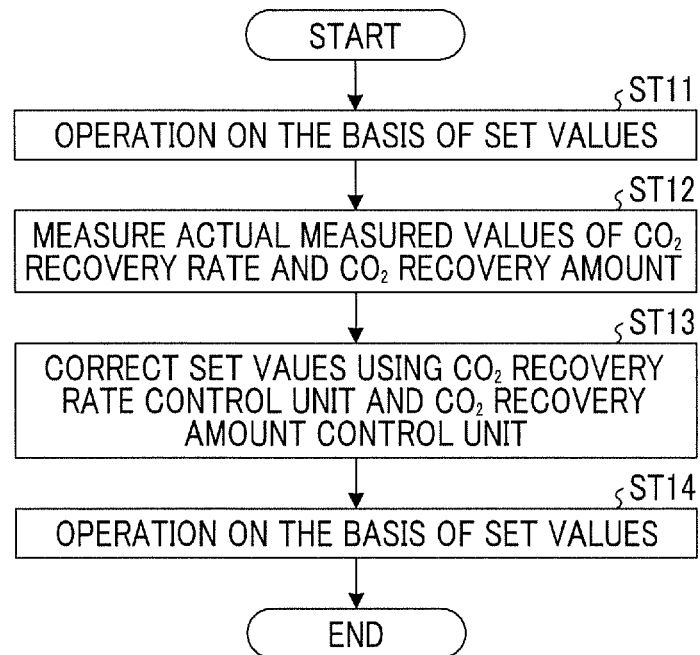 START
ST11
OPERATION ON THE BASIS OF SET VALUES
ST12
MEASURE ACTUAL MEASURED VALUES OF CO₂
RECOVERY RATE AND CO₂ RECOVERY AMOUNT
ST13
CORRECT SET VAUES USING CO₂ RECOVERY
RATE CONTROL UNIT AND CO₂ RECOVERY
AMOUNT CONTROL UNIT
ST14
OPERATION ON THE BASIS OF SET VALUES
END